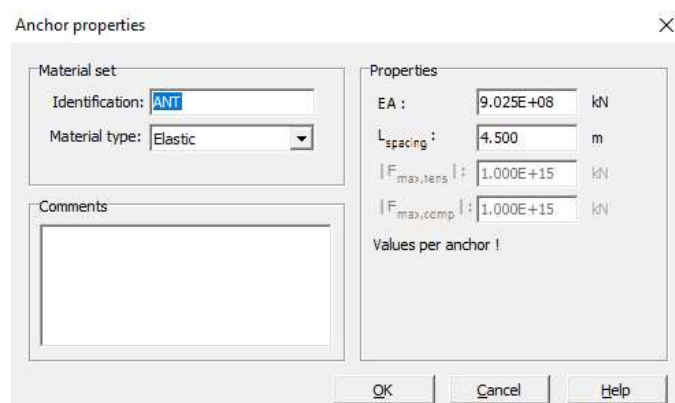 Anchor properties
Material set
Identification: ANT
Material type: Elastic
Comments
Properties
EA : 9.025E+08 kN
Lspacing : 4.500 m
|Fmax,tens| : 1.000E+15 kN
|Fmax,comp| : 1.000E+15 kN
Values per anchor !
OK Cancel Help